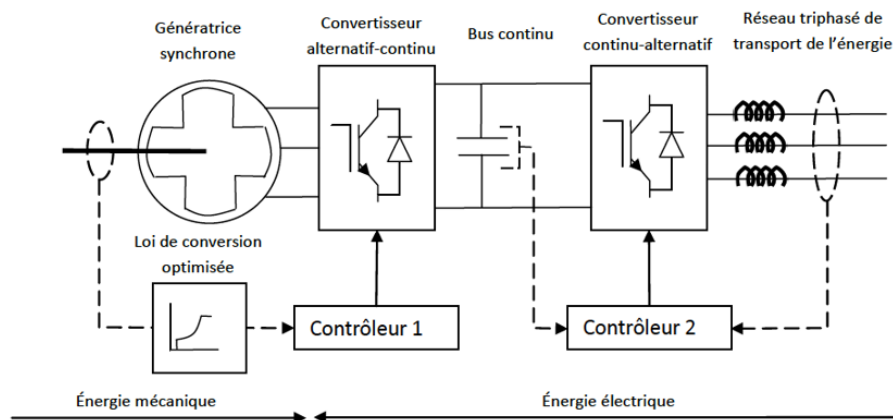 Génératrice
synchrone
Convertisseur
alternatif-continu
Bus continu
Convertisseur
continu-alternatif
Réseau triphasé de
transport de l'énergie
Loi de conversion
optimisée
Contrôleur 1
Contrôleur 2
Énergie mécanique
Énergie électrique